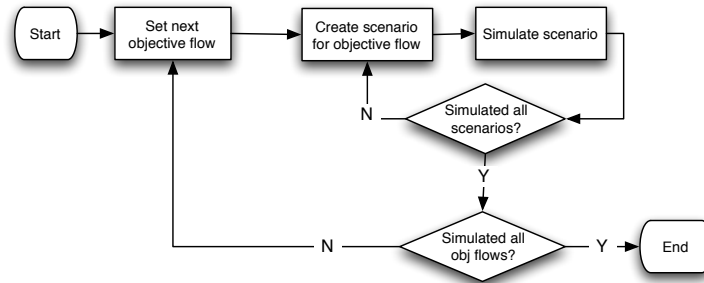 Start
Set next
objective flow
Create scenario
for objective flow
Simulate scenario
N
Simulated all
scenarios?
Y
N
Simulated all
obj flows?
Y
End